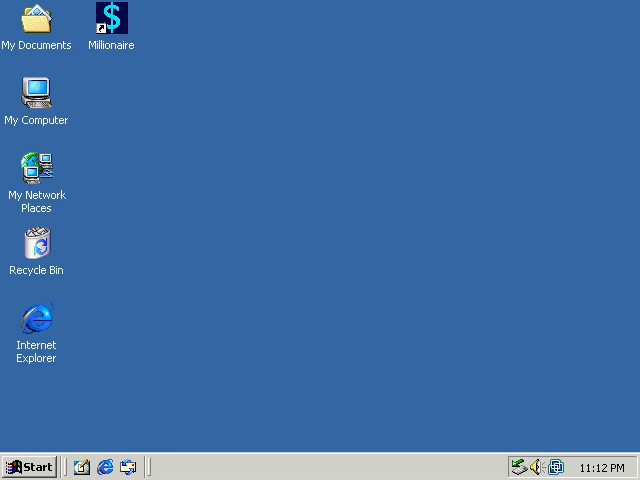 My Documents
Millionaire
My Computer
My Network
Places
Recycle Bin
Internet
Explorer
Start
11:12 PM